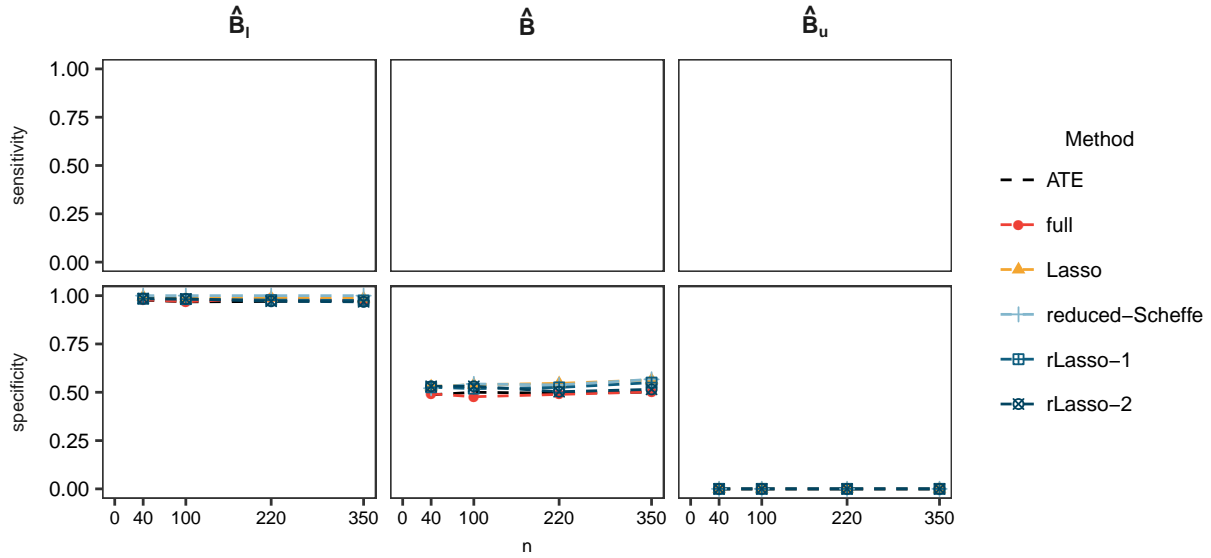 B̂l B̂ B̂u
1.00
0.75
0.50
0.25
0.00
sensitivity
1.00
0.75
0.50
0.25
0.00
specificity
0 40 100 220 350 0 40 100 220 350 0 40 100 220 350
n
Method
ATE
full
Lasso
reduced−Scheffe
rLasso−1
rLasso−2